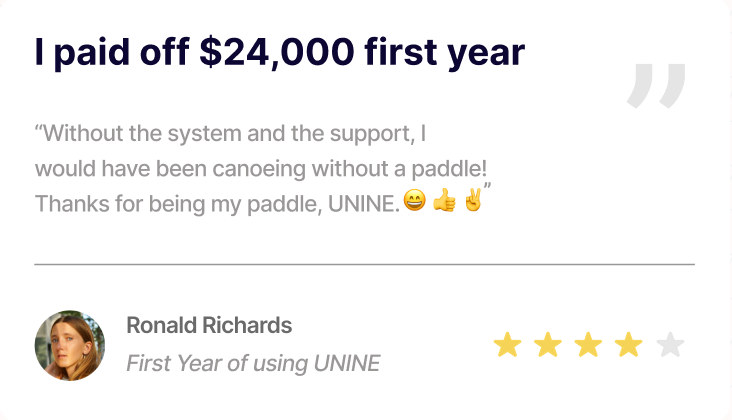 I paid off $24,000 first year
”
“Without the system and the support, I
would have been canoeing without a paddle!
Thanks for being my paddle, UNINE.😄 👍 ✌️”
Ronald Richards
First Year of using UNINE